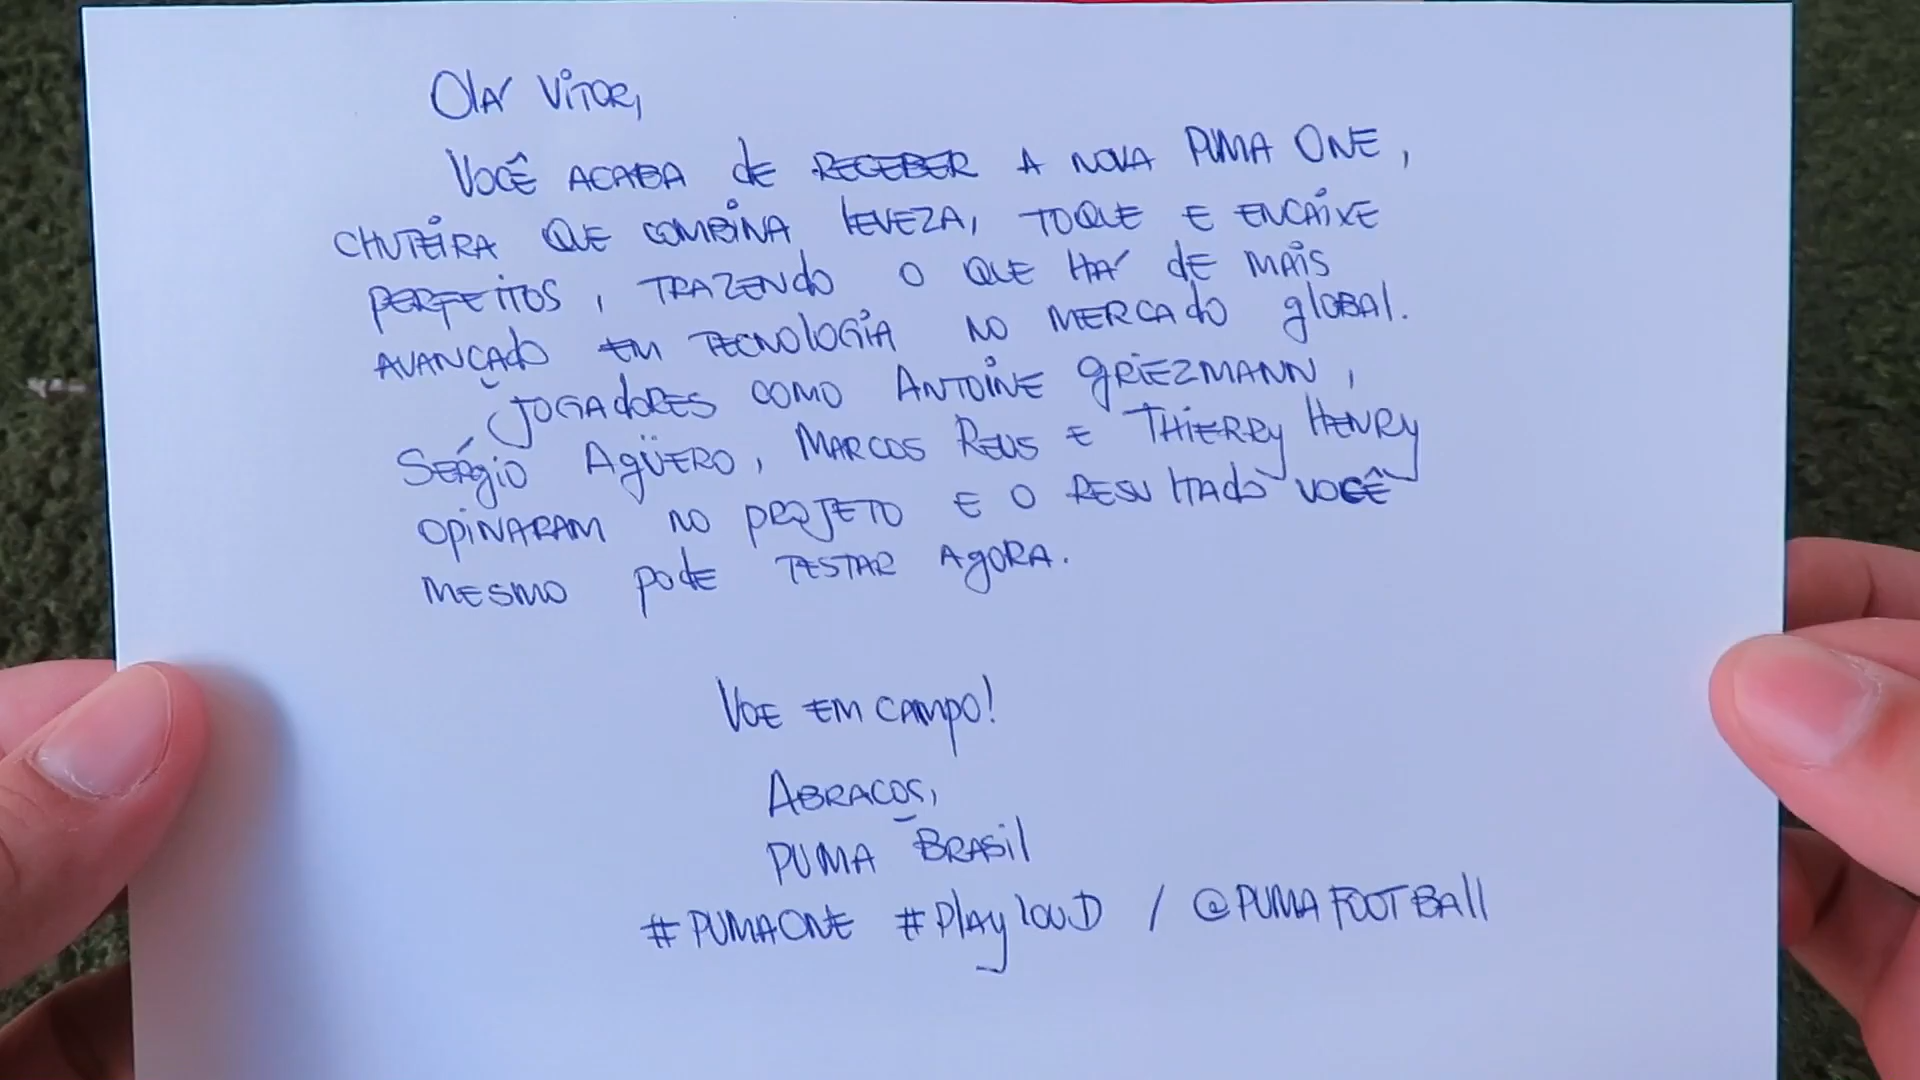 Olá Vitor,
Você acaba de receber a nova PUMA ONE,
chuteira que combina leveza, toque e encaixe
perfeitos, trazendo o que há de mais
avançado em tecnologia no mercado global.
Jogadores como Antoine Griezmann,
Sérgio Agüero, Marcos Reus e Thierry Henry
opinaram no projeto e o resultado você
mesmo pode testar agora.
Voe em campo!
Abraços,
PUMA Brasil
#PUMAONE #PlayLOUD / @PUMAFOOTBALL